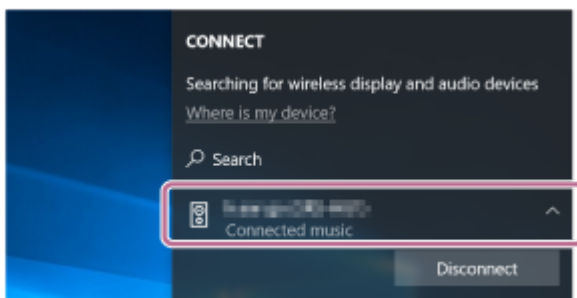 CONNECT
Searching for wireless display and audio devices
Where is my device?
Search
Connected music
Disconnect